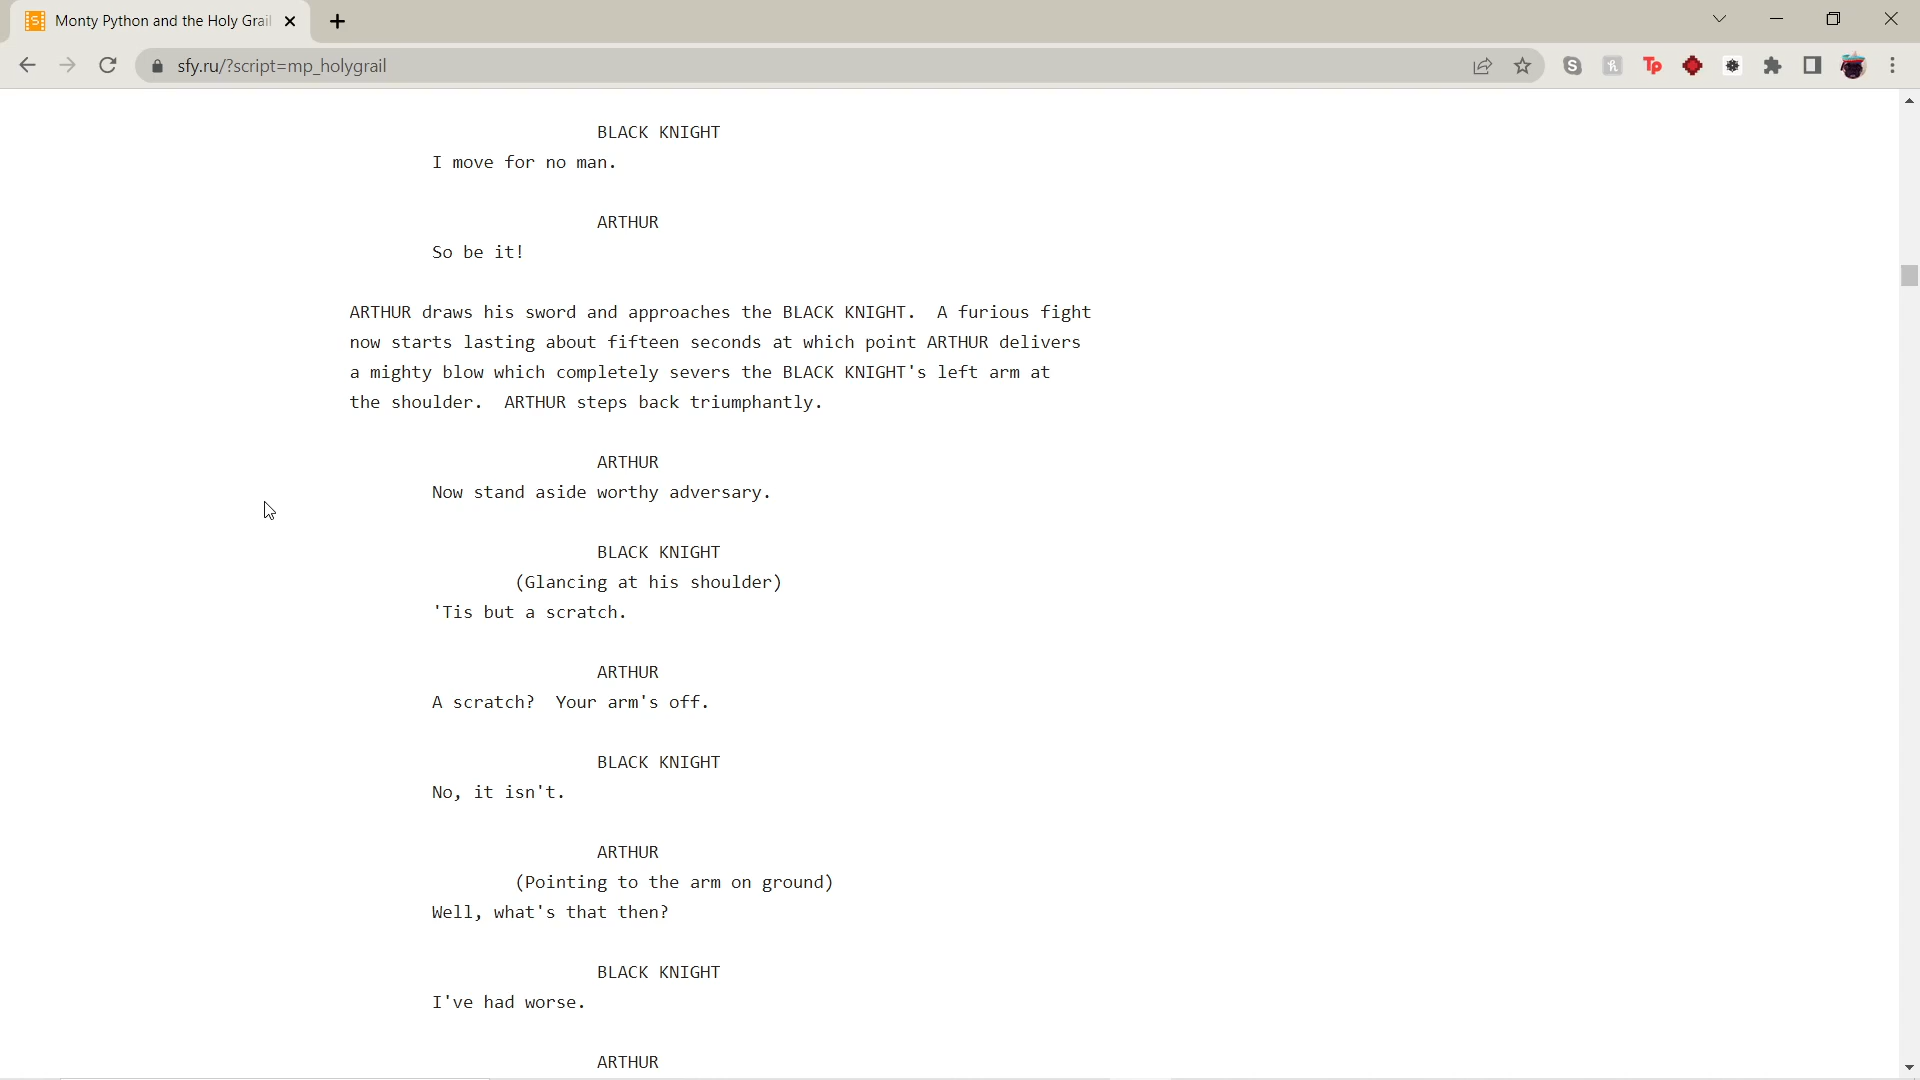 Monty Python and the Holy Grail
sfy.ru/?script=mp_holygrail
BLACK KNIGHT
I move for no man.
ARTHUR
So be it!
ARTHUR draws his sword and approaches the BLACK KNIGHT.  A furious fight
now starts lasting about fifteen seconds at which point ARTHUR delivers
a mighty blow which completely severs the BLACK KNIGHT's left arm at
the shoulder.  ARTHUR steps back triumphantly.
ARTHUR
Now stand aside worthy adversary.
BLACK KNIGHT
(Glancing at his shoulder)
'Tis but a scratch.
ARTHUR
A scratch?  Your arm's off.
BLACK KNIGHT
No, it isn't.
ARTHUR
(Pointing to the arm on ground)
Well, what's that then?
BLACK KNIGHT
I've had worse.
ARTHUR